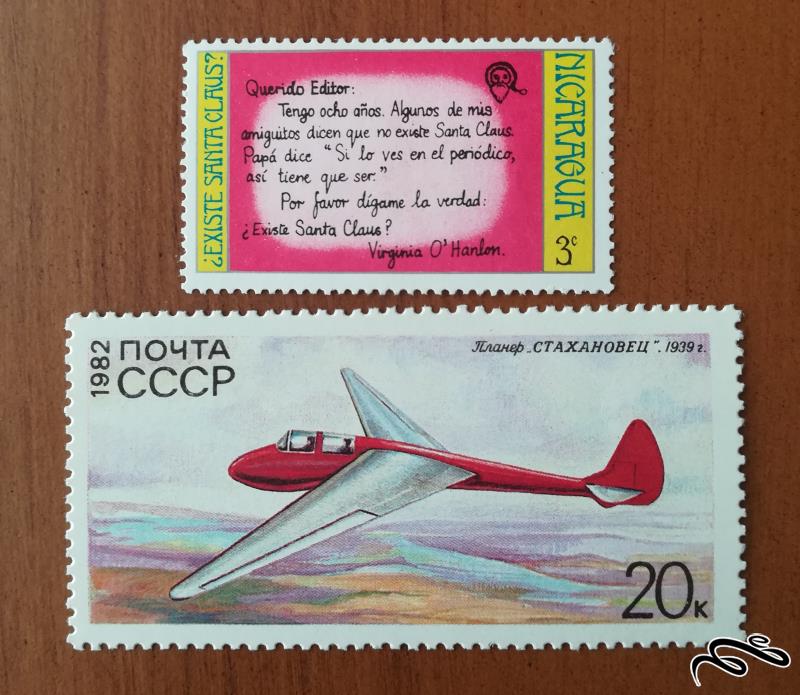 ¿EXISTE SANTA CLAUS?
Querido Editor:
Tengo ocho años. Algunos de mis
amiguitos dicen que no existe Santa Claus.
Papá dice “Si lo ves en el periódico,
así tiene que ser.”
Por favor dígame la verdad:
¿Existe Santa Claus?
Virginia O'Hanlon.
NICARAGUA
3c
1982
ПОЧТА
СССР
Планер „СТАХАНОВЕЦ”. 1939 г.
20к